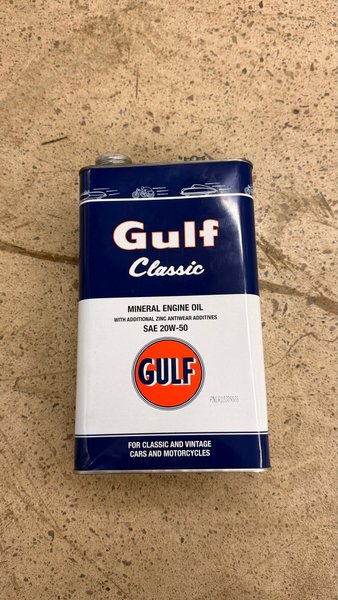 Gulf
Classic
MINERAL ENGINE OIL
WITH ADDITIONAL ZINC ANTIWEAR ADDITIVES
SAE 20W-50
GULF
FOR CLASSIC AND VINTAGE
CARS AND MOTORCYCLES